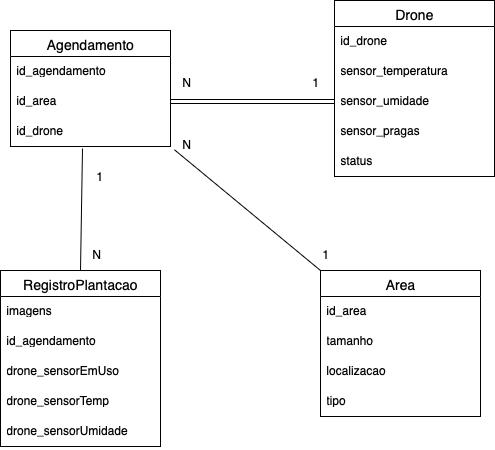 Drone
id_drone
sensor_temperatura
sensor_umidade
sensor_pragas
status
Agendamento
id_agendamento
id_area
id_drone
N
1
N
1
N
1
RegistroPlantacao
imagens
id_agendamento
drone_sensorEmUso
drone_sensorTemp
drone_sensorUmidade
Area
id_area
tamanho
localizacao
tipo